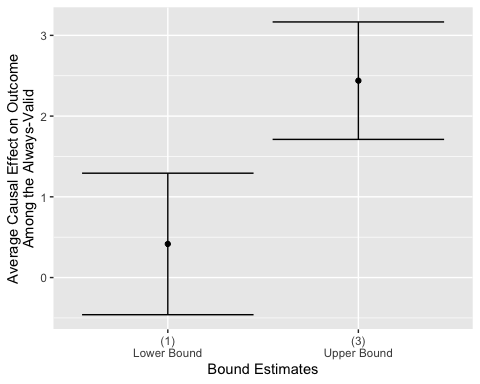 Average Causal Effect on Outcome
Among the Always-Valid
3
2
1
0
(1)
Lower Bound
(3)
Upper Bound
Bound Estimates